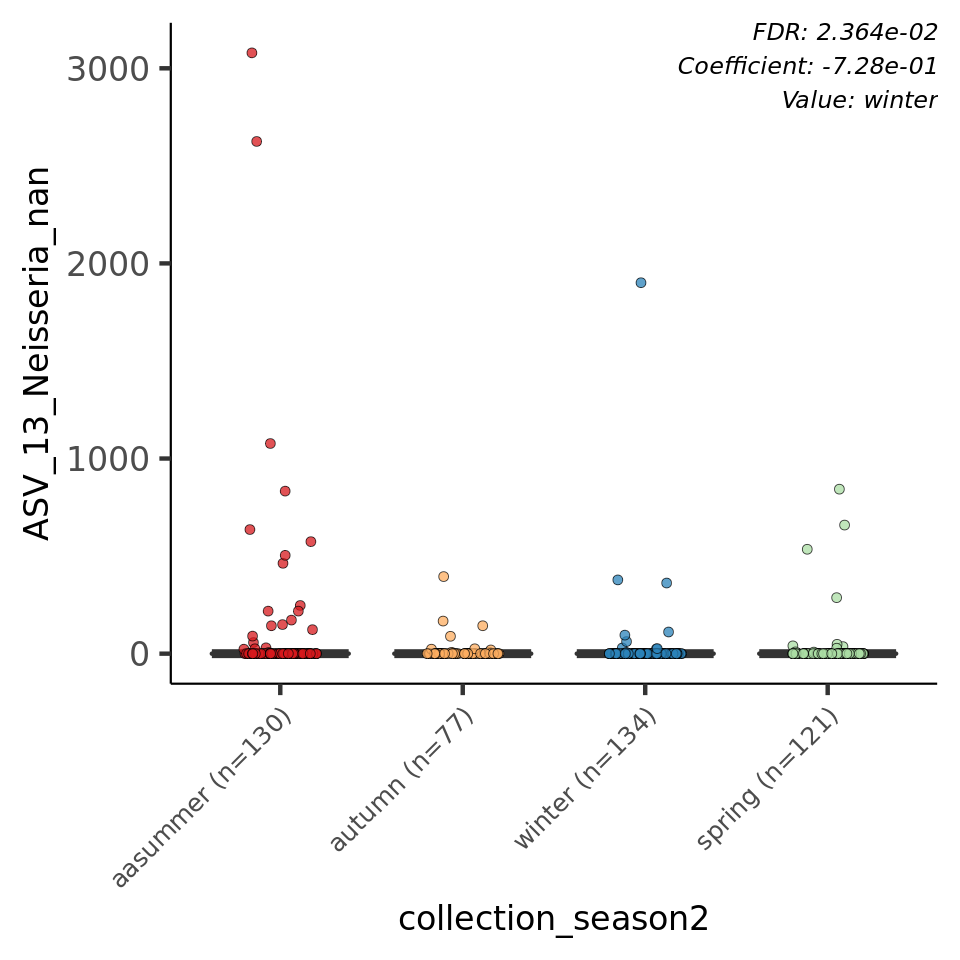 FDR: 2.364e-02
Coefficient: -7.28e-01
Value: winter
ASV_13_Neisseria_nan
3000
2000
1000
0
aasummer (n=130)
autumn (n=77)
winter (n=134)
spring (n=121)
collection_season2